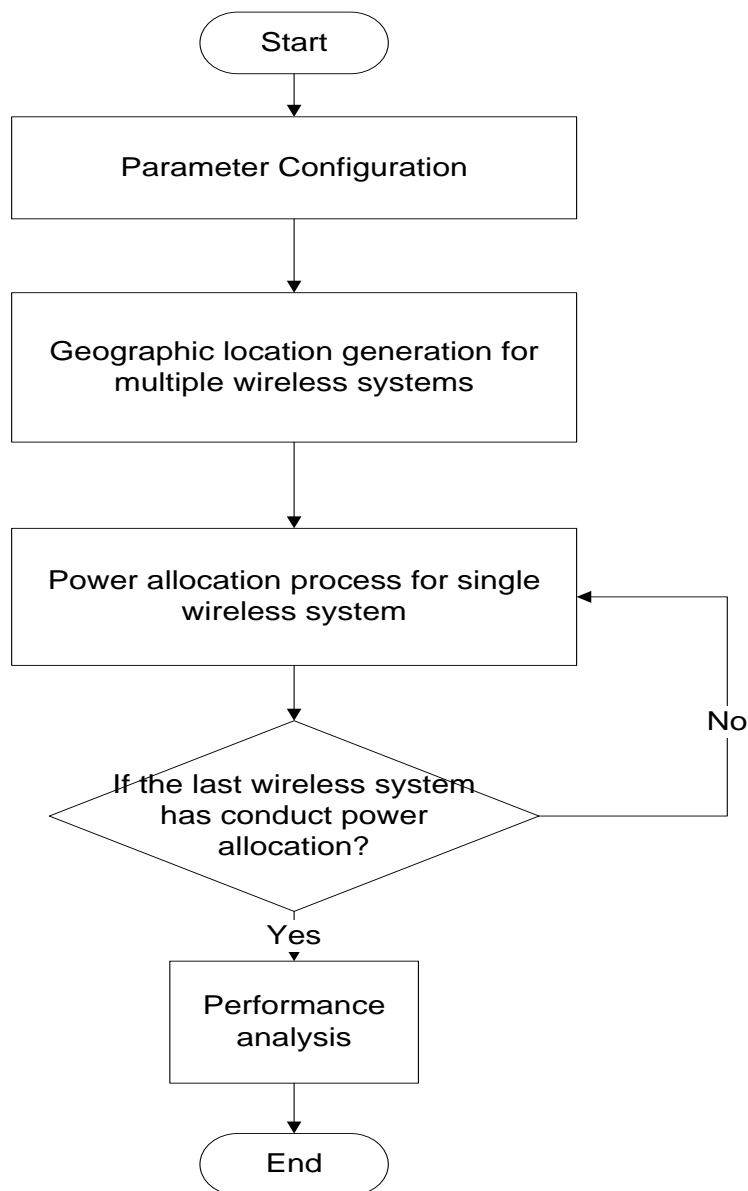 Start
Parameter Configuration
Geographic location generation for
multiple wireless systems
Power allocation process for single
wireless system
No
If the last wireless system
has conduct power
allocation?
Yes
Performance
analysis
End